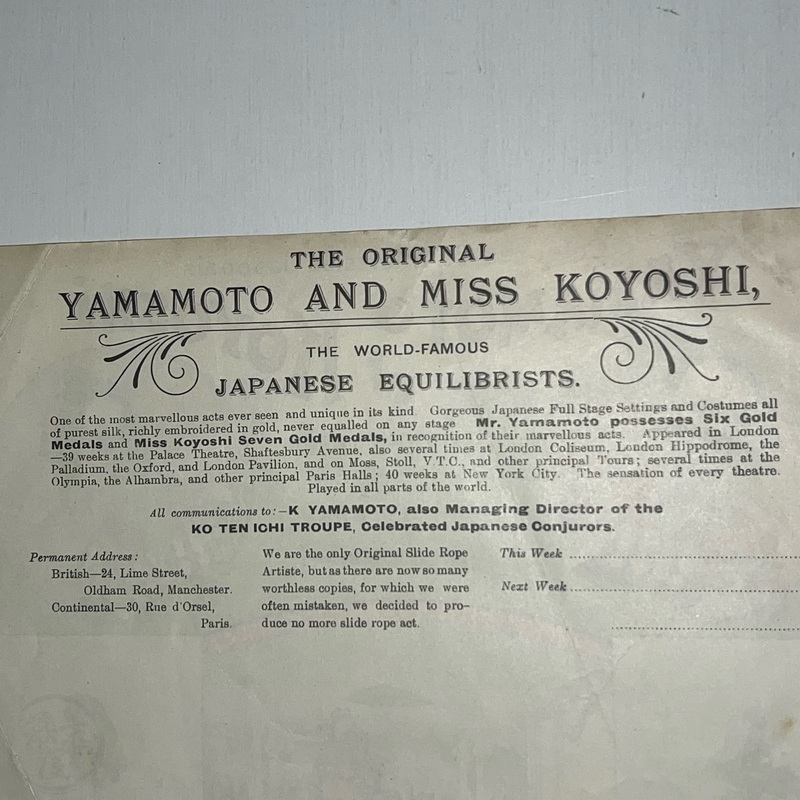 THE ORIGINAL
YAMAMOTO AND MISS KOYOSHI,
THE WORLD-FAMOUS
JAPANESE EQUILIBRISTS.
One of the most marvellous acts ever seen and unique in its kind Gorgeous Japanese Full Stage Settings and Costumes all
of purest silk, richly embroidered in gold, never equalled on any stage Mr. Yamamoto possesses Six Gold
Medals and Miss Koyoshi Seven Gold Medals, in recognition of their marvellous acts. Appeared in London
—39 weeks at the Palace Theatre, Shaftesbury Avenue, also several times at London Coliseum, London Hippodrome, the
Palladium, the Oxford, and London Pavilion, and on Moss, Stoll, V.T.C., and other principal Tours; several times at the
Olympia, the Alhambra, and other principal Paris Halls; 40 weeks at New York City. The sensation of every theatre.
Played in all parts of the world.
All communications to:—K YAMAMOTO, also Managing Director of the
KO TEN ICHI TROUPE, Celebrated Japanese Conjurors.
Permanent Address:
British—24, Lime Street,
Oldham Road, Manchester.
Continental—30, Rue d'Orsel,
Paris.
We are the only Original Slide Rope
Artiste, but as there are now so many
worthless copies, for which we were
often mistaken, we decided to pro-
duce no more slide rope act.
This Week ........................................
Next Week ........................................